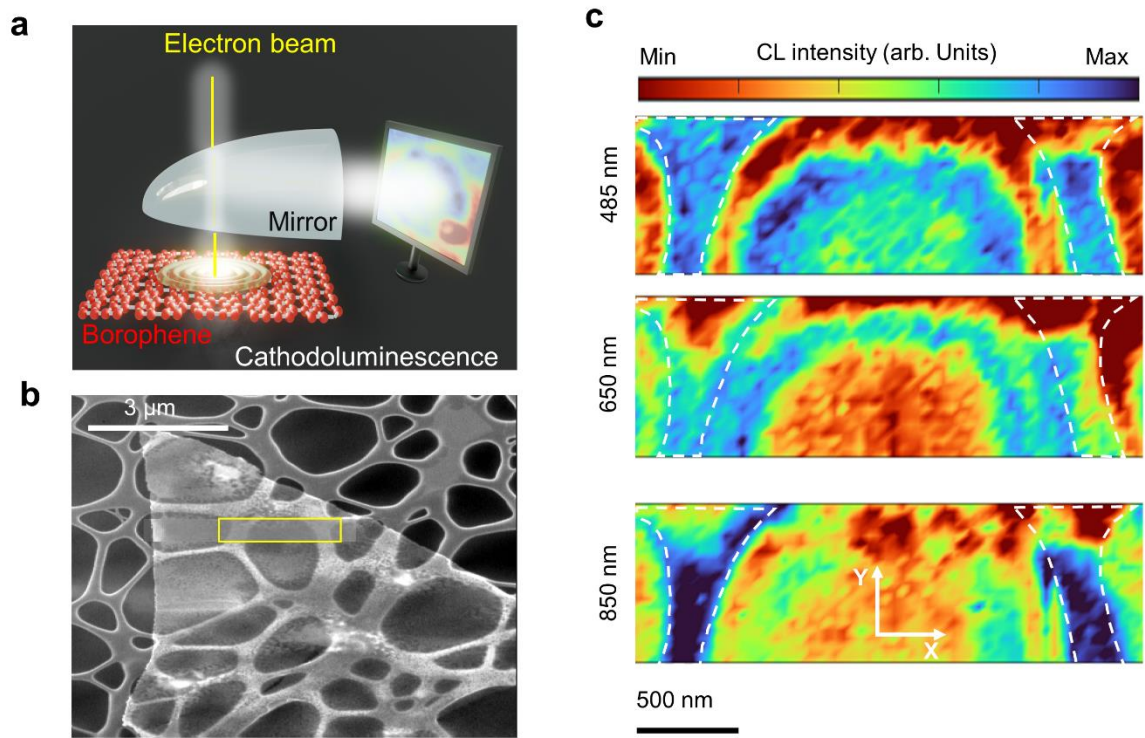 a
Electron beam
Mirror
Borophene
Cathodoluminescence
b
3 µm
c
CL intensity (arb. Units)
Min
Max
485 nm
650 nm
850 nm
Y
X
500 nm